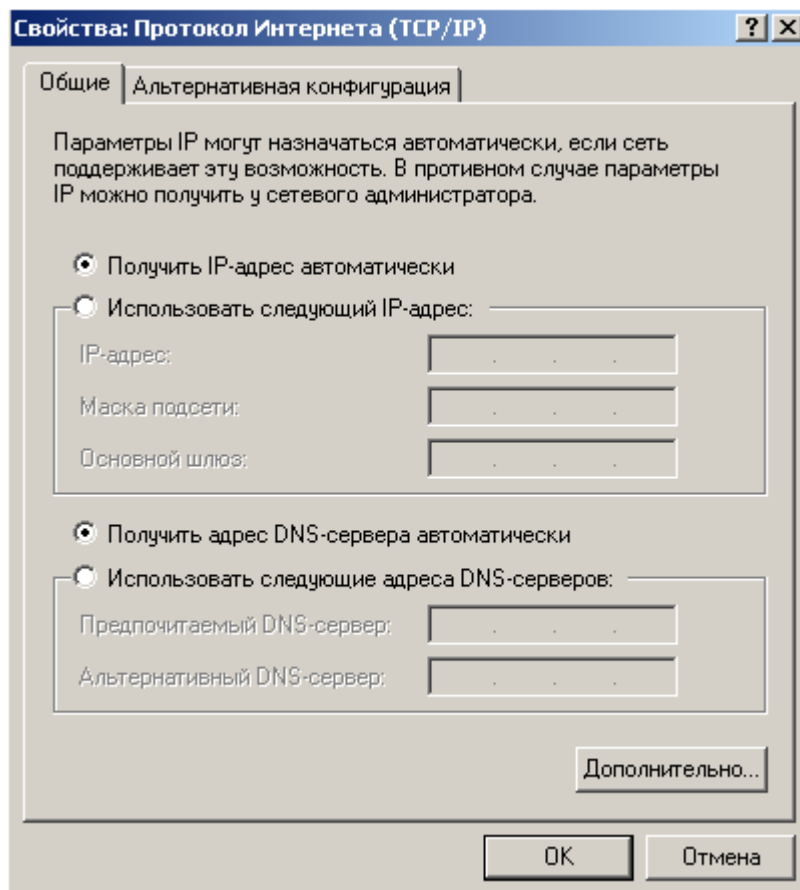 Свойства: Протокол Интернета (TCP/IP)
Общие
Альтернативная конфигурация
Параметры IP могут назначаться автоматически, если сеть
поддерживает эту возможность. В противном случае параметры
IP можно получить у сетевого администратора.
Получить IP-адрес автоматически
Использовать следующий IP-адрес:
IP-адрес:
Маска подсети:
Основной шлюз:
Получить адрес DNS-сервера автоматически
Использовать следующие адреса DNS-серверов:
Предпочитаемый DNS-сервер:
Альтернативный DNS-сервер:
Дополнительно...
OK
Отмена